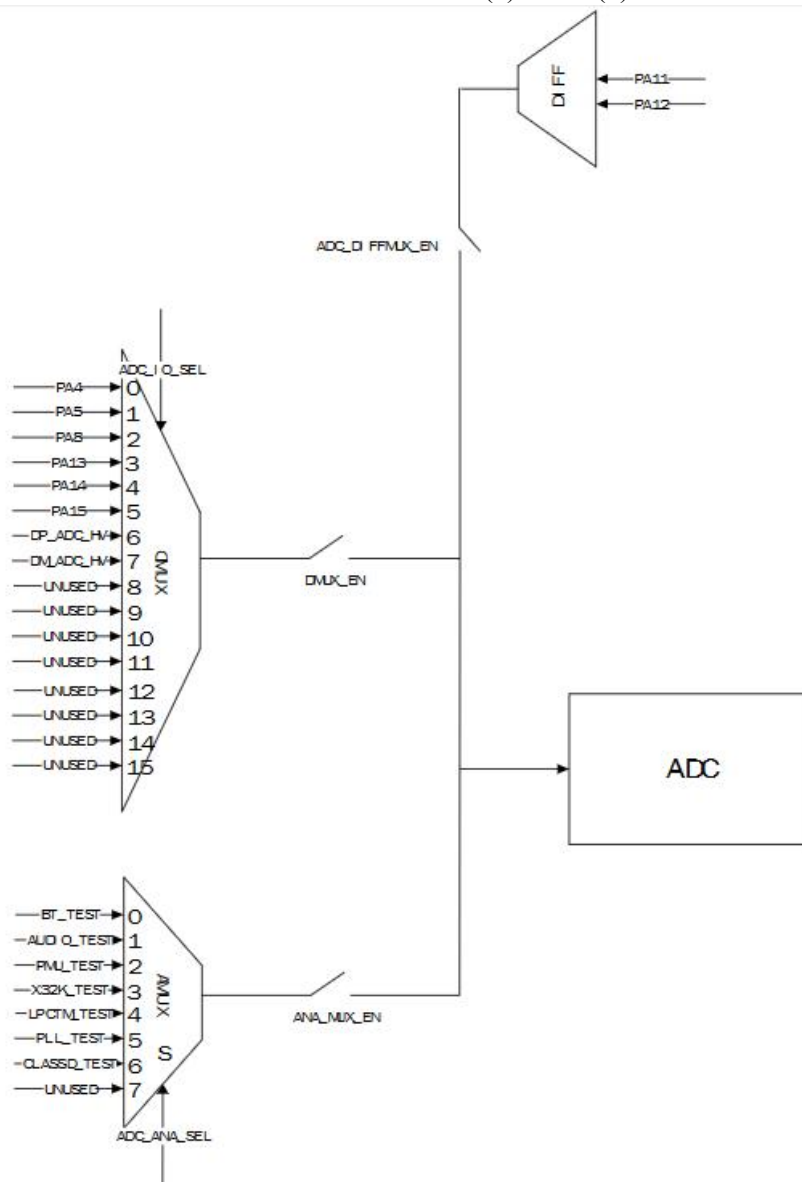 PA11
DIFF
PA12
ADC_DIFFMUX_EN
ADC_IO_SEL
PA4 0
PA5 1
PA8 2
PA13 3
PA14 4
PA15 5
DP_ADC_HV 6
DM_ADC_HV 7
DMUX
UNUSED 8
UNUSED 9
UNUSED 10
UNUSED 11
UNUSED 12
UNUSED 13
UNUSED 14
UNUSED 15
DMUX_EN
ADC
BT_TEST 0
AUDIO_TEST 1
PMU_TEST 2
X32K_TEST 3
LPCTM_TEST 4
PLL_TEST 5
CLASSD_TEST 6
UNUSED 7
AMUX
S
ANA_MUX_EN
ADC_ANA_SEL